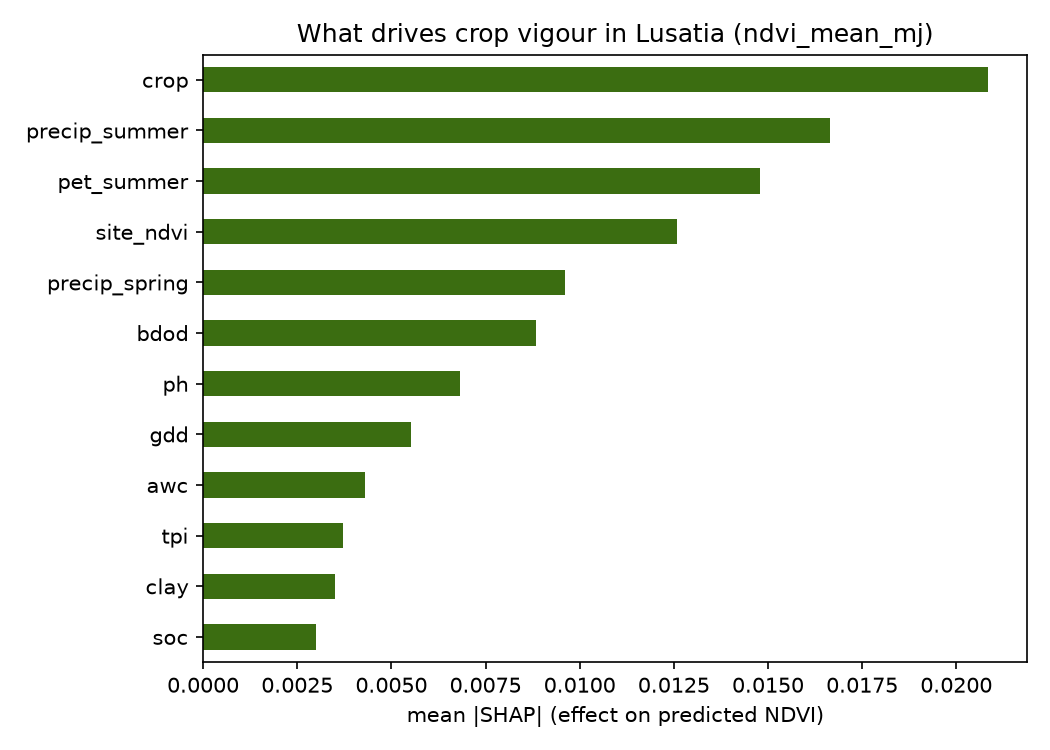 What drives crop vigour in Lusatia (ndvi_mean_mj)
crop
precip_summer
pet_summer
site_ndvi
precip_spring
bdod
ph
gdd
awc
tpi
clay
soc
0.0000 0.0025 0.0050 0.0075 0.0100 0.0125 0.0150 0.0175 0.0200
mean |SHAP| (effect on predicted NDVI)